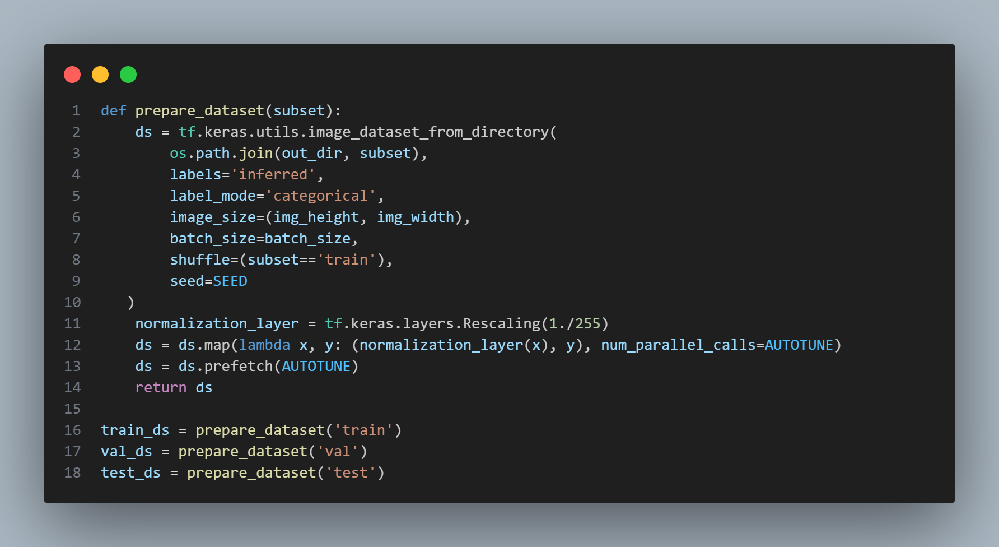 1 def prepare_dataset(subset):
2     ds = tf.keras.utils.image_dataset_from_directory(
3         os.path.join(out_dir, subset),
4         labels='inferred',
5         label_mode='categorical',
6         image_size=(img_height, img_width),
7         batch_size=batch_size,
8         shuffle=(subset=='train'),
9         seed=SEED
10    )
11     normalization_layer = tf.keras.layers.Rescaling(1./255)
12     ds = ds.map(lambda x, y: (normalization_layer(x), y), num_parallel_calls=AUTOTUNE)
13     ds = ds.prefetch(AUTOTUNE)
14     return ds
15
16 train_ds = prepare_dataset('train')
17 val_ds = prepare_dataset('val')
18 test_ds = prepare_dataset('test')